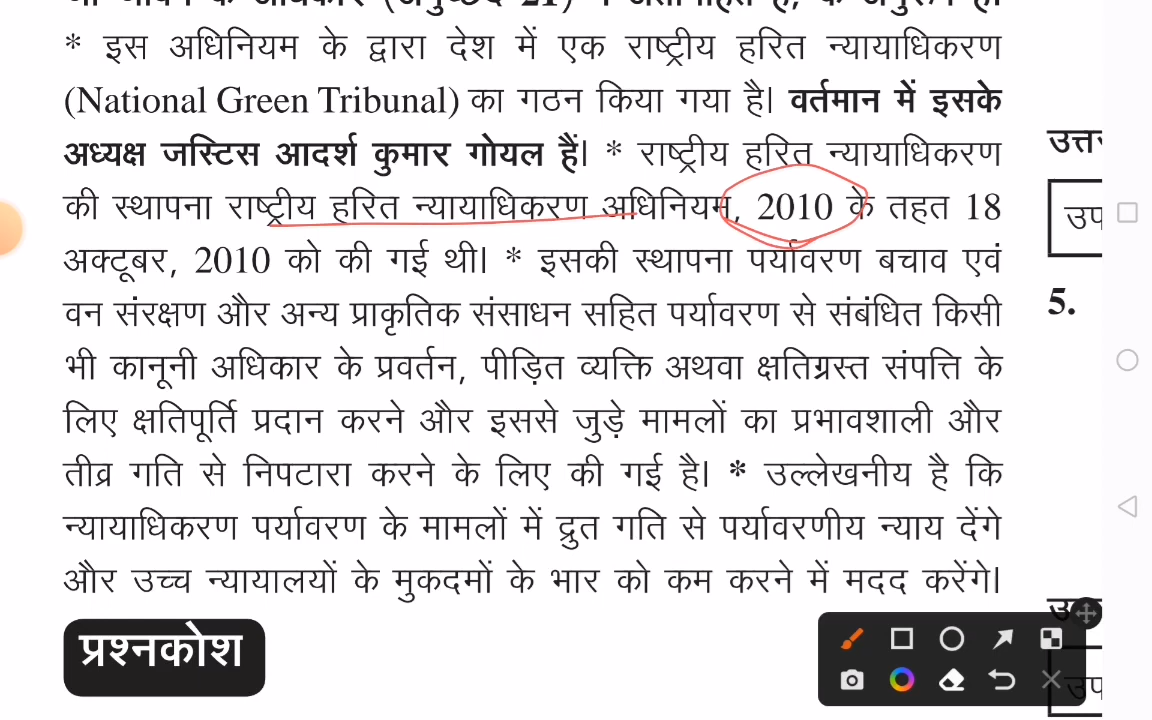 (अनुच्छेद 21)
* इस अधिनियम के द्वारा देश में एक राष्ट्रीय हरित न्यायाधिकरण
(National Green Tribunal) का गठन किया गया है। वर्तमान में इसके
अध्यक्ष जस्टिस आदर्श कुमार गोयल हैं। * राष्ट्रीय हरित न्यायाधिकरण
की स्थापना राष्ट्रीय हरित न्यायाधिकरण अधिनियम, 2010 के तहत 18
अक्टूबर, 2010 को की गई थी। * इसकी स्थापना पर्यावरण बचाव एवं
वन संरक्षण और अन्य प्राकृतिक संसाधन सहित पर्यावरण से संबंधित किसी
भी कानूनी अधिकार के प्रवर्तन, पीड़ित व्यक्ति अथवा क्षतिग्रस्त संपत्ति के
लिए क्षतिपूर्ति प्रदान करने और इससे जुड़े मामलों का प्रभावशाली और
तीव्र गति से निपटारा करने के लिए की गई है। * उल्लेखनीय है कि
न्यायाधिकरण पर्यावरण के मामलों में द्रुत गति से पर्यावरणीय न्याय देंगे
और उच्च न्यायालयों के मुकदमों के भार को कम करने में मदद करेंगे।
प्रश्नकोश
5.